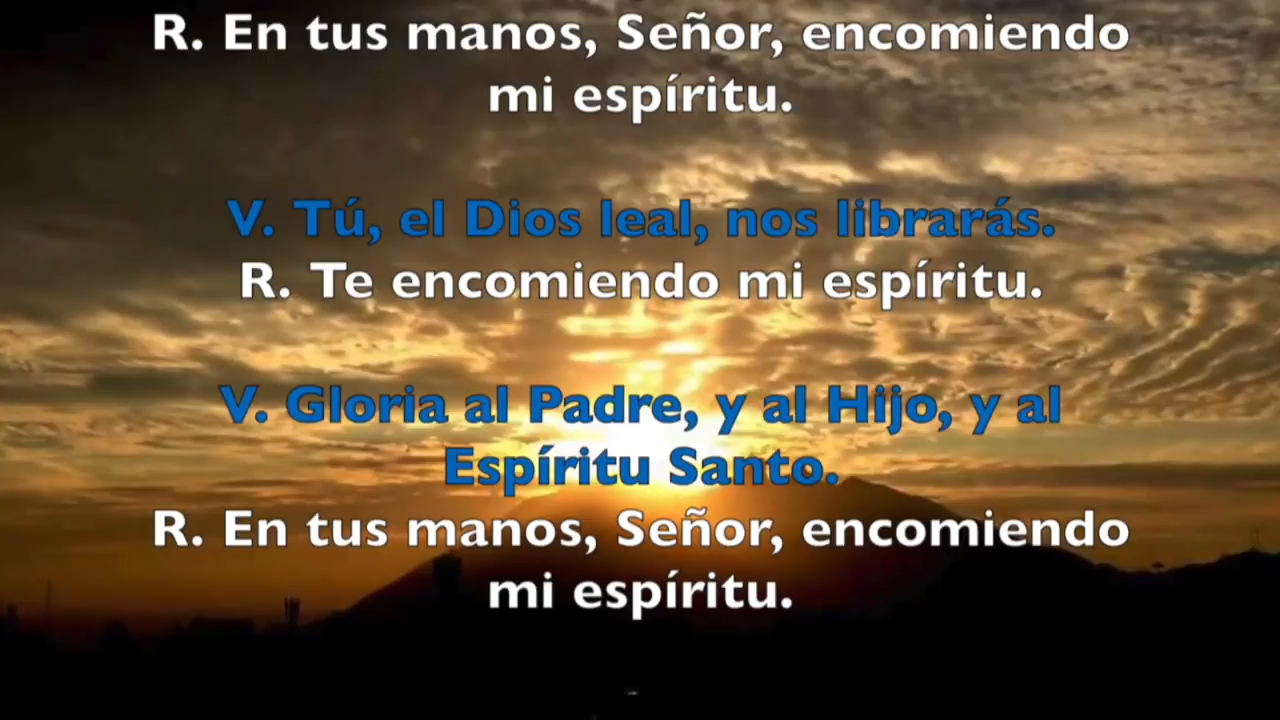 R. En tus manos, Señor, encomiendo
mi espíritu.
V. Tú, el Dios leal, nos librarás.
R. Te encomiendo mi espíritu.
V. Gloria al Padre, y al Hijo, y al
Espíritu Santo.
R. En tus manos, Señor, encomiendo
mi espíritu.